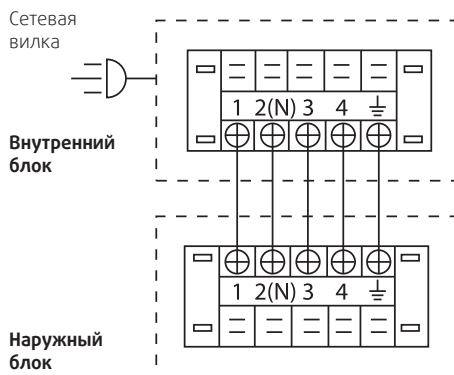 Сетевая
вилка
1 2(N) 3 4
Внутренний
блок
1 2(N) 3 4
Наружный
блок